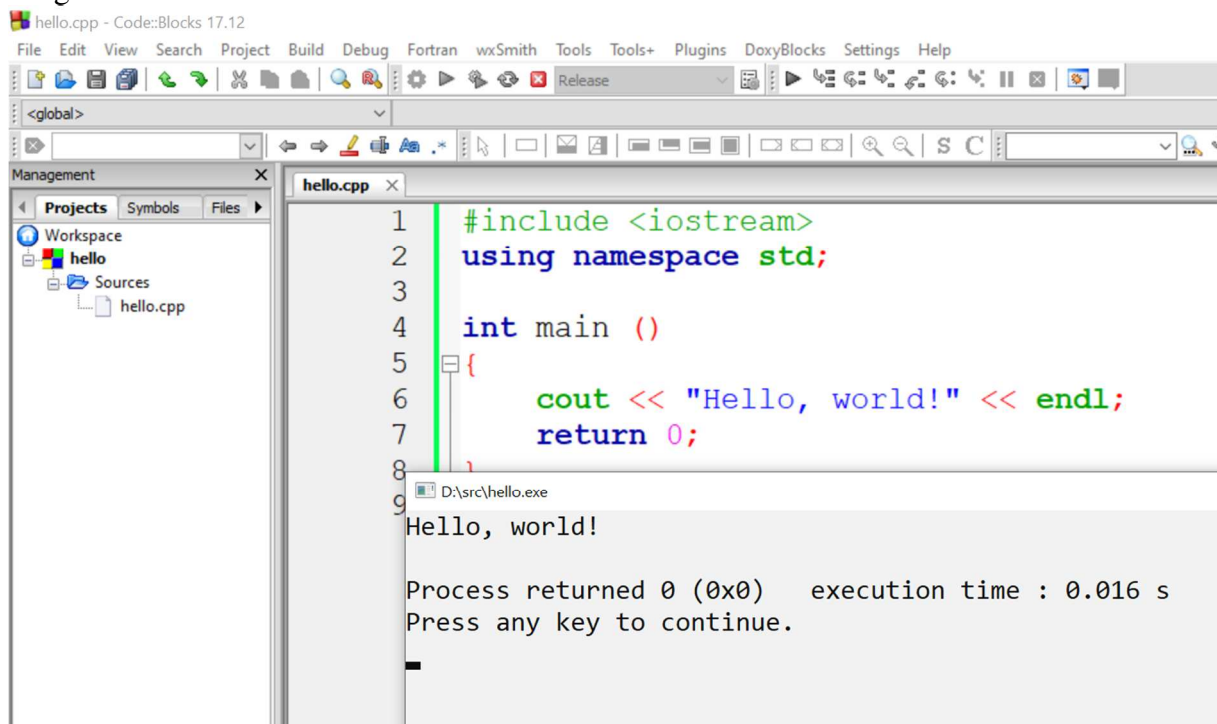 hello.cpp - Code::Blocks 17.12
File Edit View Search Project Build Debug Fortran wxSmith Tools Tools+ Plugins DoxyBlocks Settings Help
Release
<global>
S C
Management
hello.cpp
Projects Symbols Files
Workspace
hello
Sources
hello.cpp
1 #include <iostream>
2 using namespace std;
3
4 int main ()
5 {
6 cout << "Hello, world!" << endl;
7 return 0;
8 }
9
D:\src\hello.exe
Hello, world!
Process returned 0 (0x0) execution time : 0.016 s
Press any key to continue.